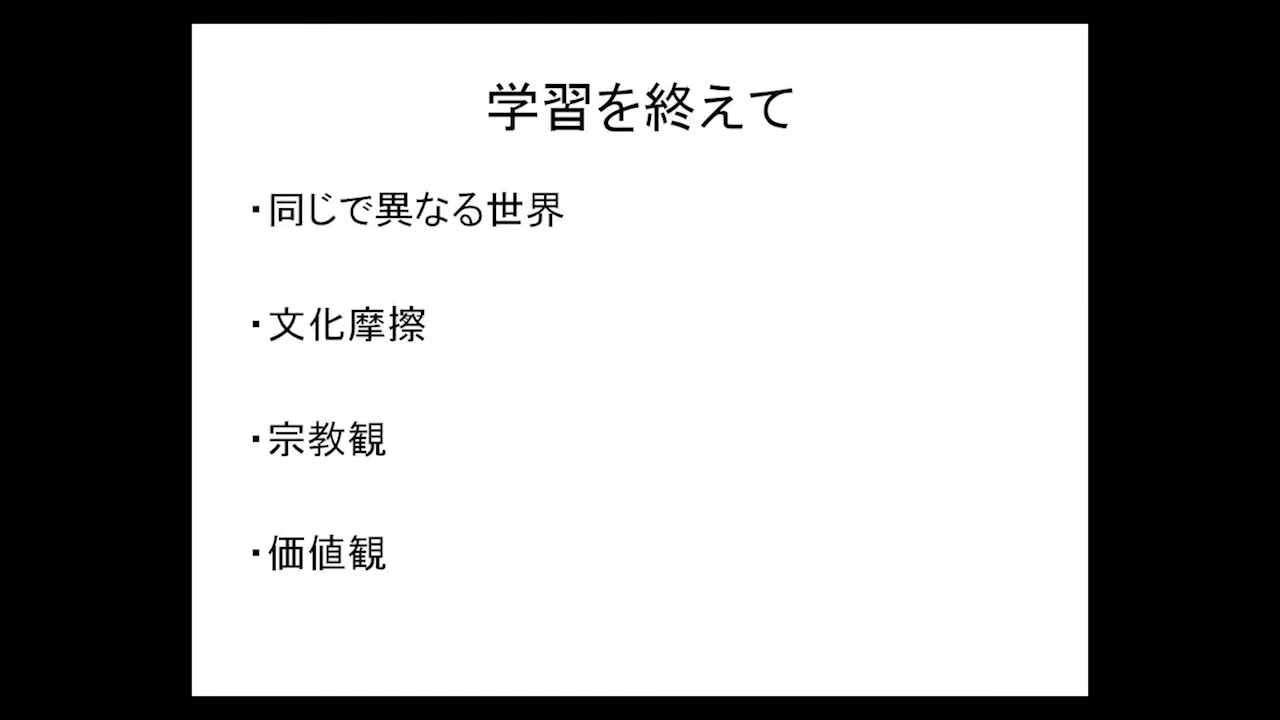 学習を終えて
・同じで異なる世界
・文化摩擦
・宗教観
・価値観